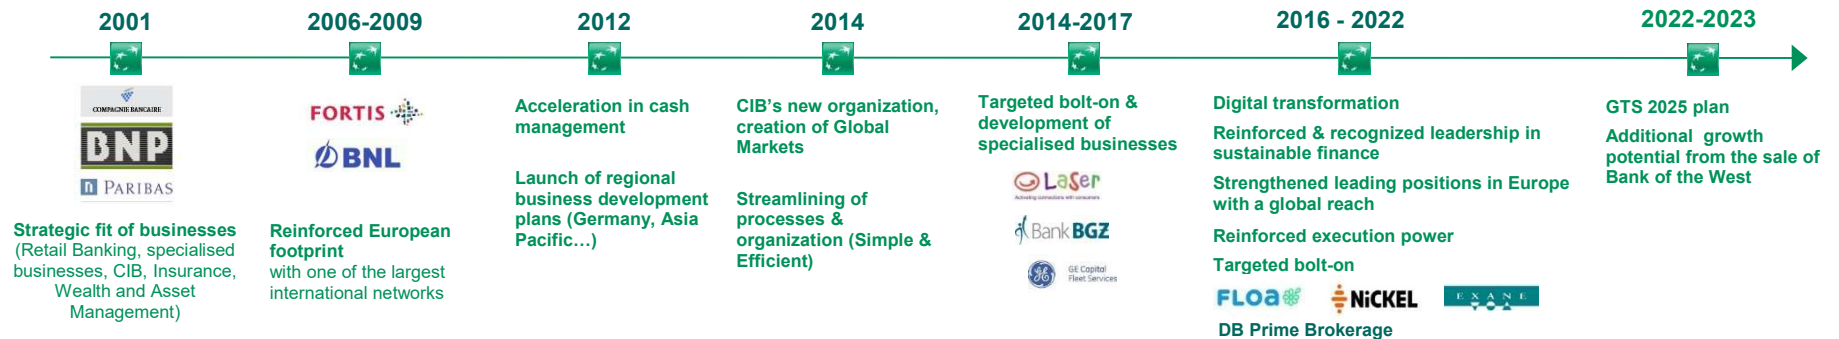 2001
COMPAGNIE BANCAIRE
BNP
PARIBAS
Strategic fit of businesses
(Retail Banking, specialised
businesses, CIB, Insurance,
Wealth and Asset
Management)
2006-2009
FORTIS
BNL
Reinforced European
footprint
with one of the largest
international networks
2012
Acceleration in cash
management
Launch of regional
business development
plans (Germany, Asia
Pacific…)
2014
CIB's new organization,
creation of Global
Markets
Streamlining of
processes &
organization (Simple &
Efficient)
2014-2017
Targeted bolt-on &
development of
specialised businesses
LaSer
Activating connections with consumers
Bank BGZ
GE Capital
Fleet Services
2016 - 2022
Digital transformation
Reinforced & recognized leadership in
sustainable finance
Strengthened leading positions in Europe
with a global reach
Reinforced execution power
Targeted bolt-on
FLOa
NiCKEL
EXANE
DB Prime Brokerage
2022-2023
GTS 2025 plan
Additional growth
potential from the sale of
Bank of the West